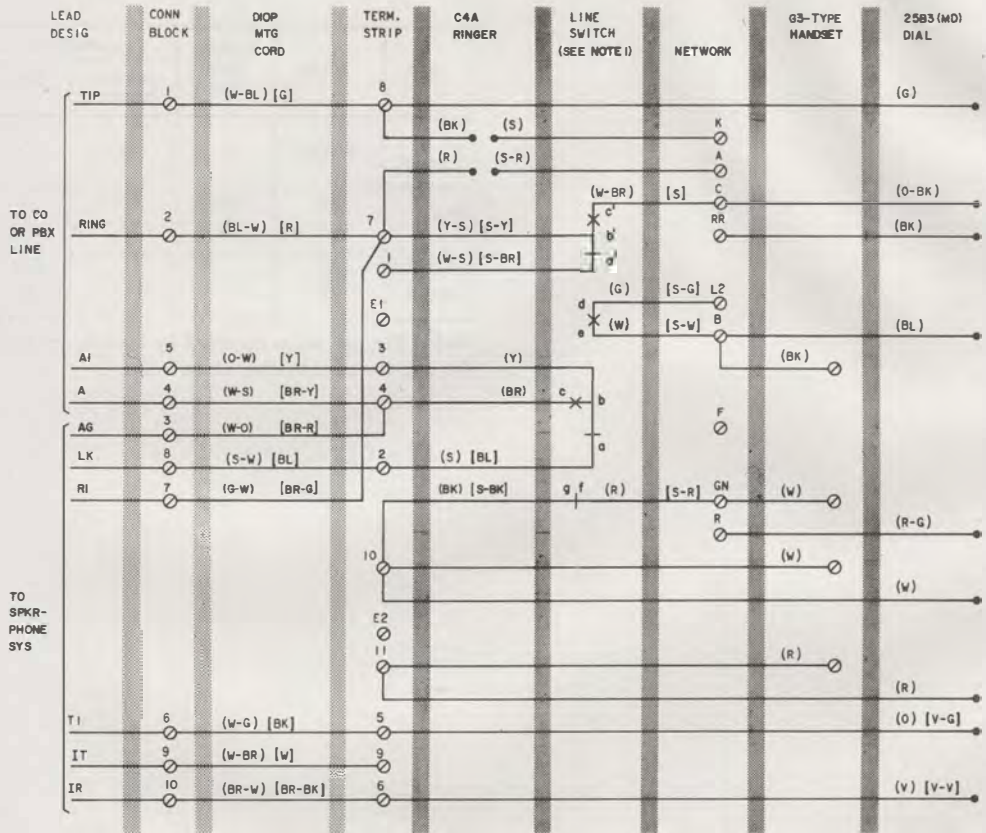 LEAD DESIG
CONN BLOCK
DIOP MTG CORD
TERM. STRIP
C4A RINGER
LINE SWITCH (SEE NOTE 1)
NETWORK
G3-TYPE HANDSET
25B3 (MD) DIAL
TIP 1 (W-BL) [G] 8 (G)
(BK) (S) K
(R) (S-R) A
(W-BR) [S] C (O-BK)
c'
TO CO OR PBX LINE
RING 2 (BL-W) [R] 7 (Y-S) [S-Y] b' RR (BK)
a'
1 (W-S) [S-BR]
(G) [S-G] L2
d
E1
e (W) [S-W] B (BL)
(BK)
A1 5 (O-W) [Y] 3 (Y)
A 4 (W-S) [BR-Y] 4 (BR) c b
AG 3 (W-O) [BR-R] F
a
LK 8 (S-W) [BL] 2 (S) [BL]
R1 7 (G-W) [BR-G] (BK) [S-BK] g f (R) [S-R] GN (W)
R (R-G)
10 (W)
(W)
TO SPKR-PHONE SYS
E2
11 (R)
(R)
T1 6 (W-G) [BK] 5 (O) [V-G]
IT 9 (W-BR) [W] 9
IR 10 (BR-W) [BR-BK] 6 (V) [V-V]